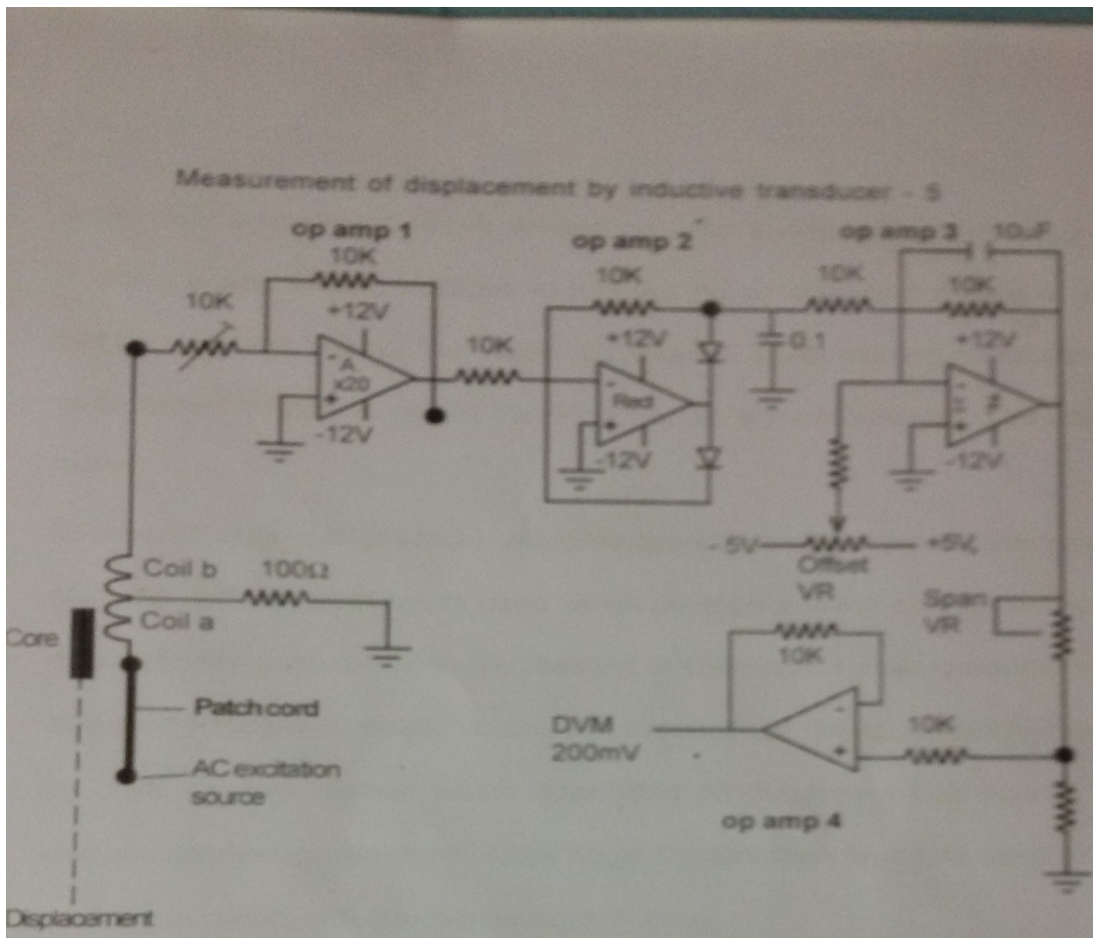 Measurement of displacement by inductive transducer - 5
op amp 1
op amp 2
op amp 3
10uF
10K
10K
10K
10K
10K
10K
+12V
+12V
+12V
A
x20
Rect
0.1
-12V
-12V
-12V
- 5V
+5V
Offset
VR
Span
VR
Coil b
100Ω
Coil a
Core
10K
Patch cord
DVM
200mV
10K
AC excitation
source
op amp 4
Displacement